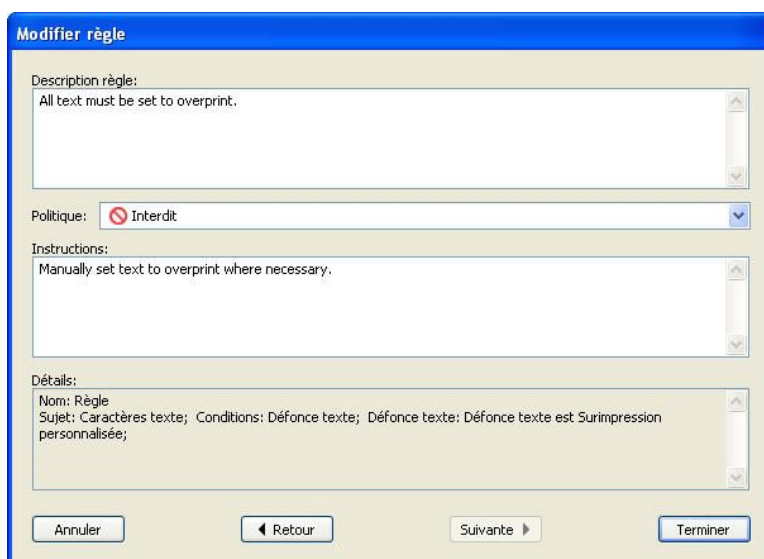 Modifier règle
Description règle:
All text must be set to overprint.
Politique: Interdit
Instructions:
Manually set text to overprint where necessary.
Détails:
Nom: Règle
Sujet: Caractères texte; Conditions: Défonce texte; Défonce texte: Défonce texte est Surimpression
personnalisée;
Annuler Retour Suivante Terminer